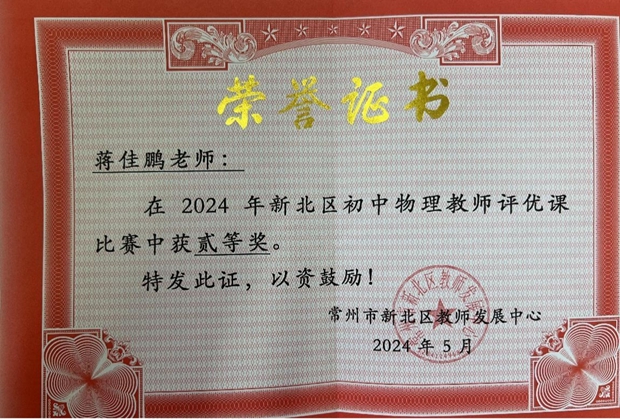 荣誉证书
蒋佳鹏老师：
在 2024 年新北区初中物理教师评优课
比赛中获贰等奖。
特发此证，以资鼓励！
常州市新北区教师发展中心
2024 年 5 月